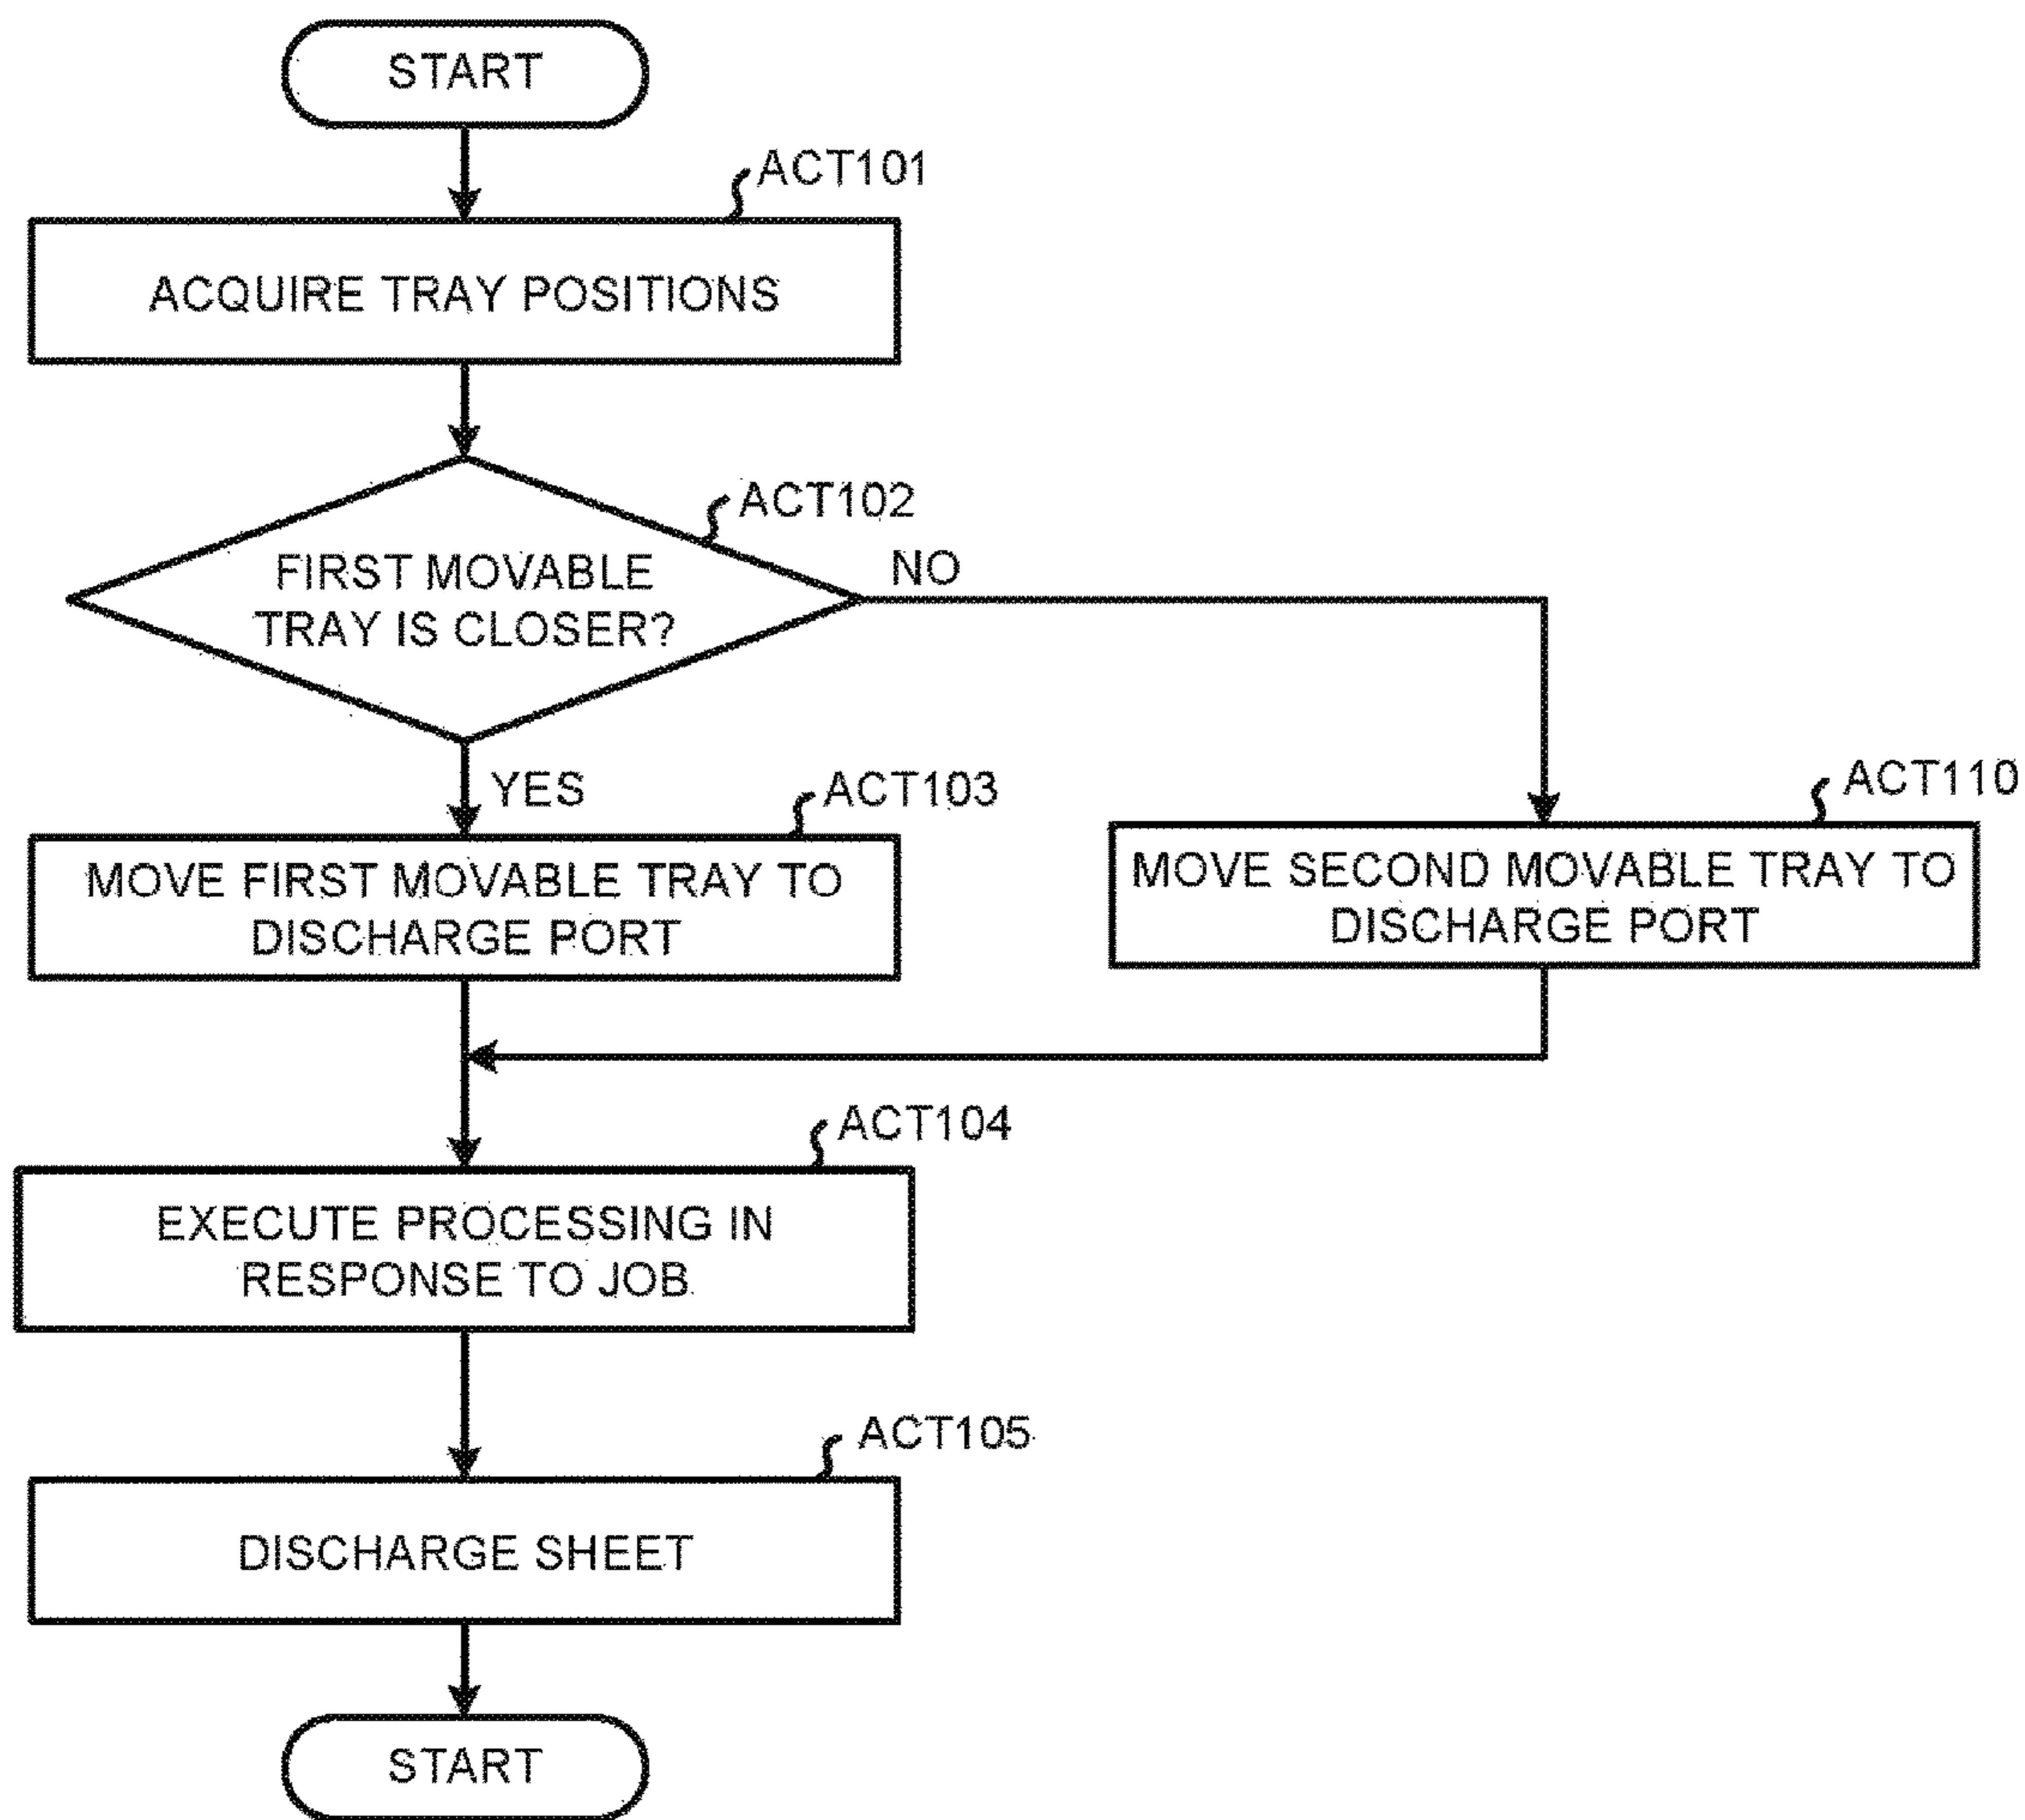 START
ACT101
ACQUIRE TRAY POSITIONS
ACT102
FIRST MOVABLE
TRAY IS CLOSER?
NO
YES
ACT103
MOVE FIRST MOVABLE TRAY TO
DISCHARGE PORT
ACT110
MOVE SECOND MOVABLE TRAY TO
DISCHARGE PORT
ACT104
EXECUTE PROCESSING IN
RESPONSE TO JOB
ACT105
DISCHARGE SHEET
START